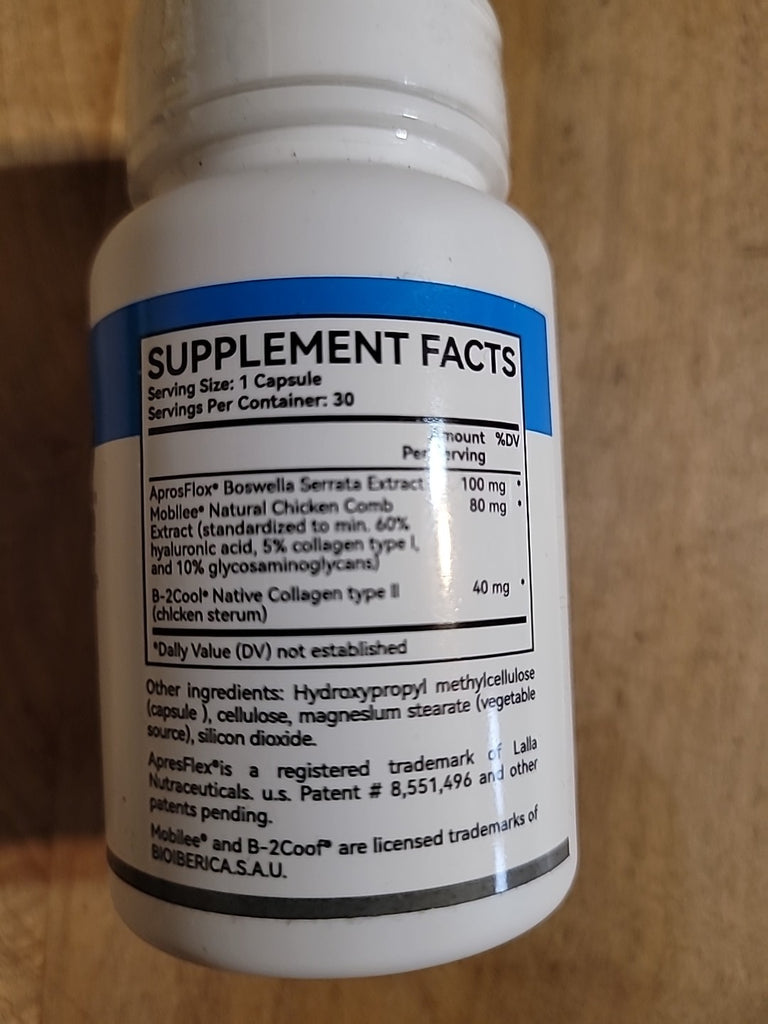 SUPPLEMENT FACTS
Serving Size: 1 Capsule
Servings Per Container: 30
mount %DV
Per erving
AprosFlox® Boswella Serrata Extract 100 mg *
Mobilee® Natural Chicken Comb 80 mg *
Extract (standardized to min. 60%
hyaluronic acid, 5% collagen type I,
and 10% glycosaminoglycans)
B-2Cool® Native Collagen type II 40 mg *
(chicken sterum)
*Daily Value (DV) not established
Other ingredients: Hydroxypropyl methylcellulose
(capsule ), cellulose, magnesium stearate (vegetable
source), silicon dioxide.
ApresFlex®is a registered trademark of Lalla
Nutraceuticals. u.s. Patent # 8,551,496 and other
patents pending.
Mobilee® and B-2Coof® are licensed trademarks of
BIOIBERICA.S.A.U.